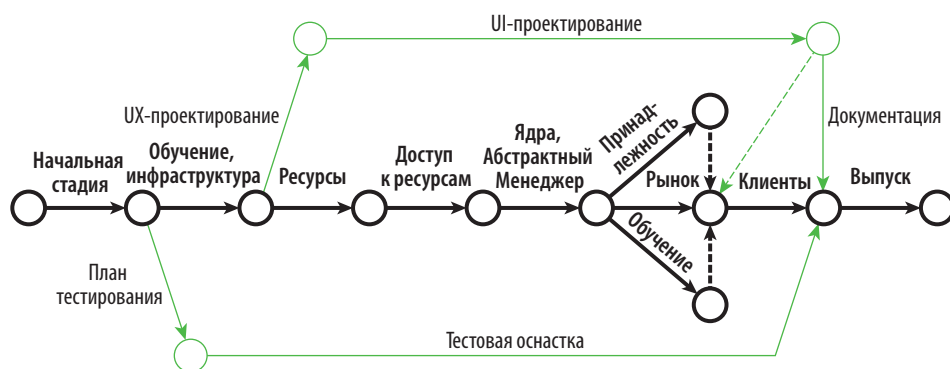 UI-проектирование
UX-проектирование
Документация
Начальная
стадия
Обучение,
инфраструктура
Ресурсы
Доступ
к ресурсам
Ядра,
Абстрактный
Менеджер
Принад-
лежность
Рынок
Клиенты
Выпуск
Обучение
План
тестирования
Тестовая оснастка